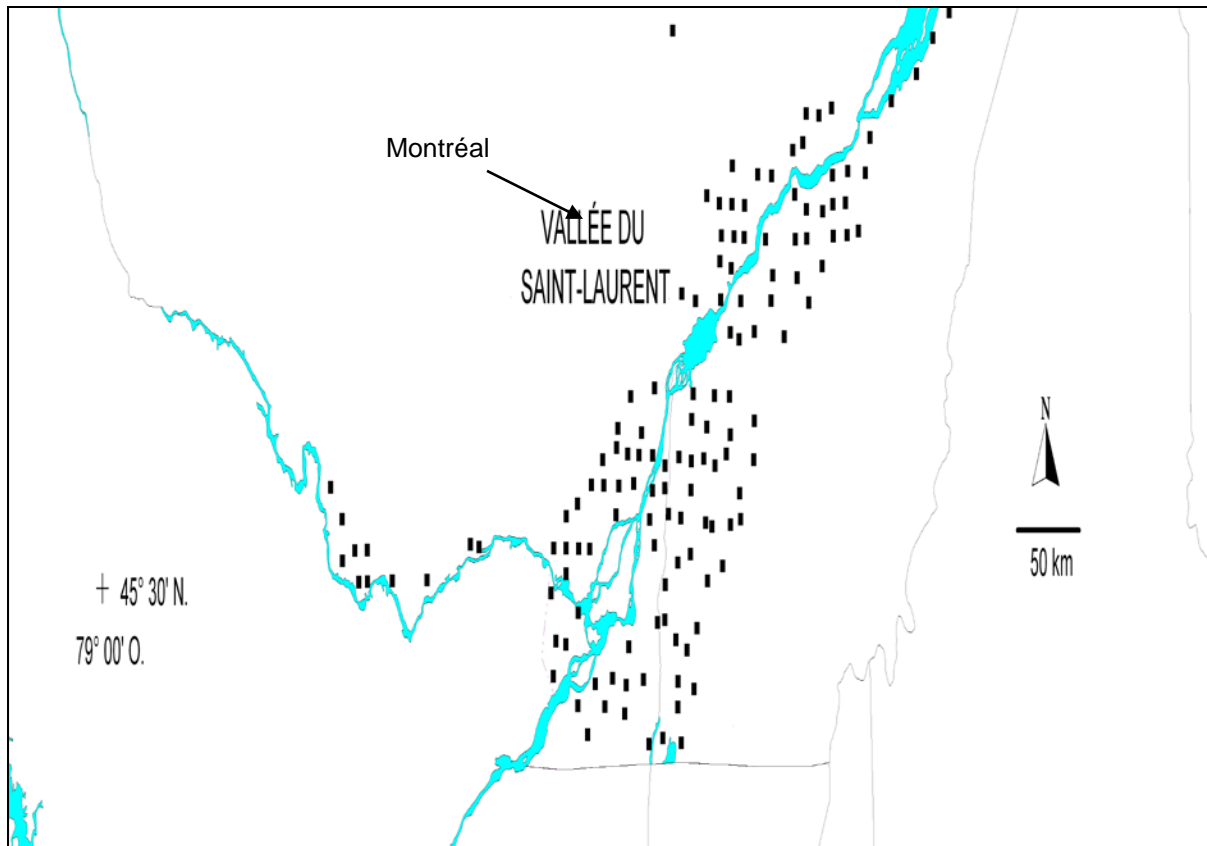 Montréal
VALLÉE DU
SAINT-LAURENT
N
50 km
45° 30' N.
79° 00' O.